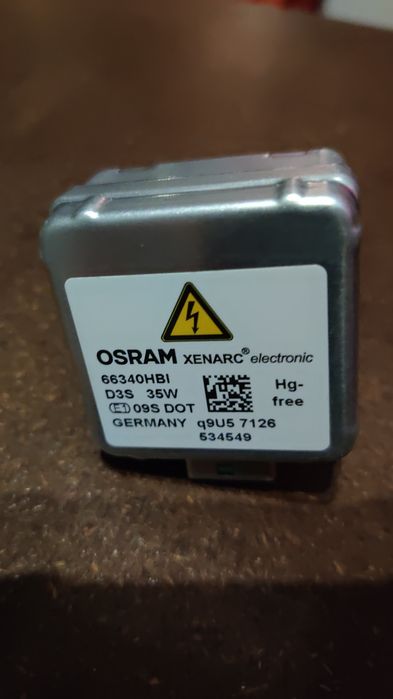 OSRAM XENARC® electronic
66340HBI
D3S 35W
Hg-
free
E1 09S DOT
GERMANY q9U5 7126
534549